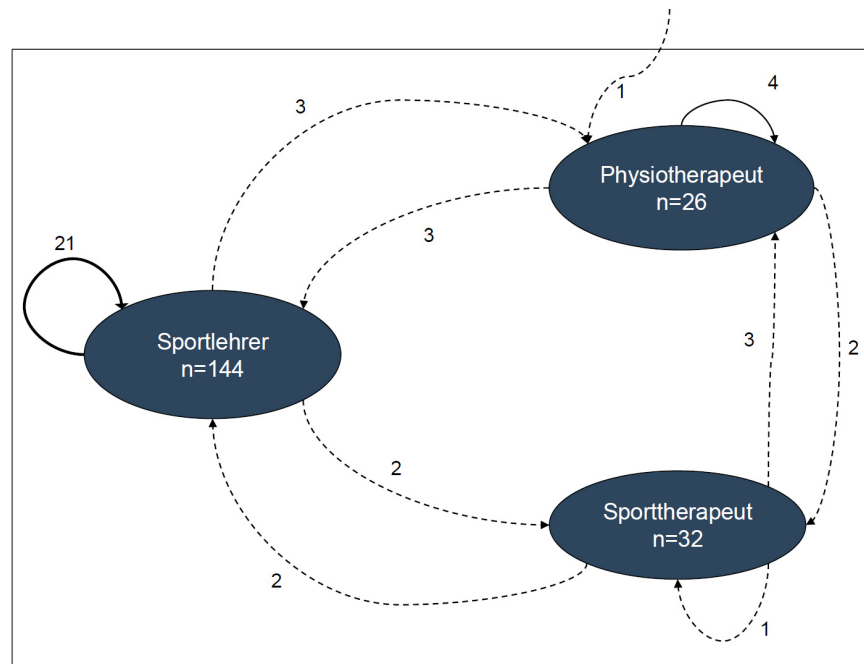 1
4
3
Physiotherapeut
n=26
3
21
Sportlehrer
n=144
3
2
2
Sporttherapeut
n=32
2
1